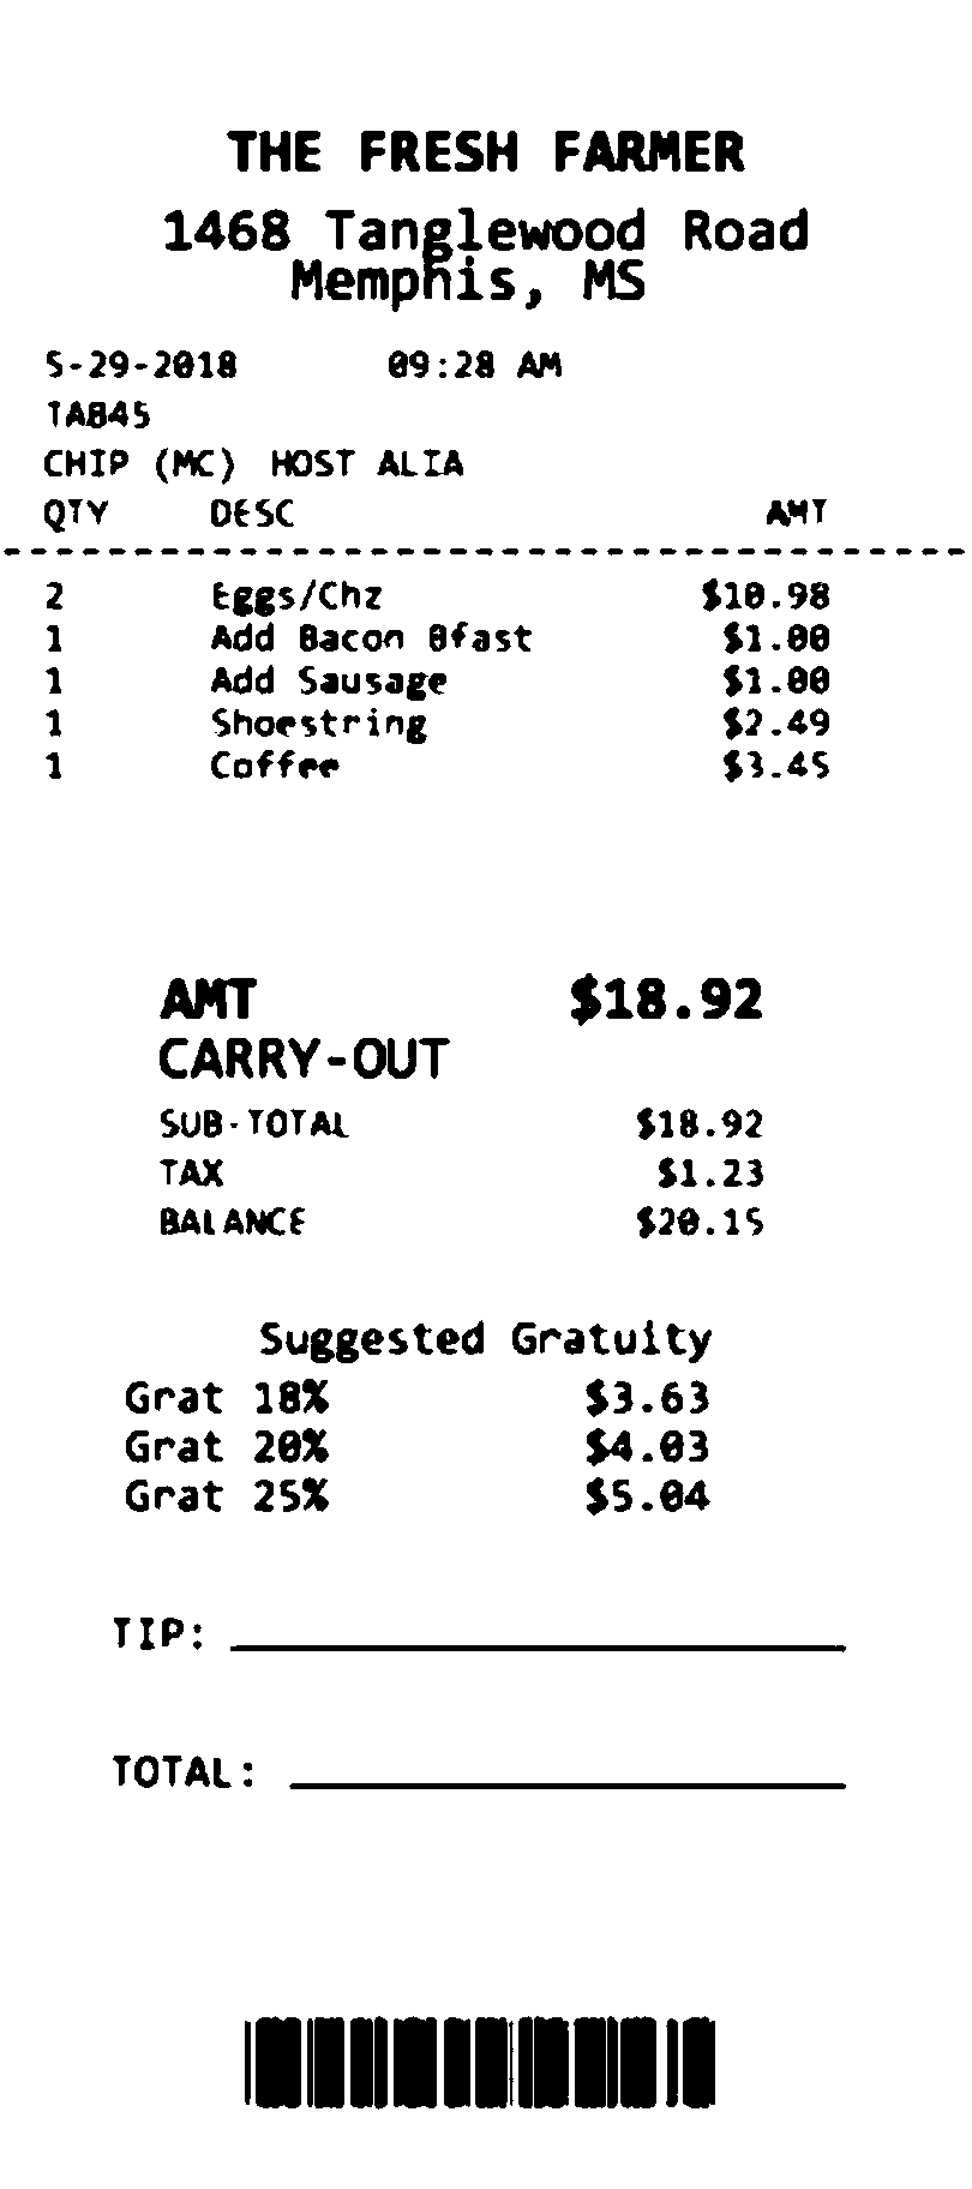 THE FRESH FARMER
1468 Tanglewood Road
Memphis, MS
5-29-2018 09:28 AM
TAB45
CHIP (MC) HOST ALIA
QTY DESC AMT
2 Eggs/Chz $10.98
1 Add Bacon Bfast $1.00
1 Add Sausage $1.00
1 Shoestring $2.49
1 Coffee $3.45
AMT $18.92
CARRY-OUT
SUB-TOTAL $18.92
TAX $1.23
BALANCE $20.15
Suggested Gratuity
Grat 18% $3.63
Grat 20% $4.03
Grat 25% $5.04
TIP:
TOTAL: